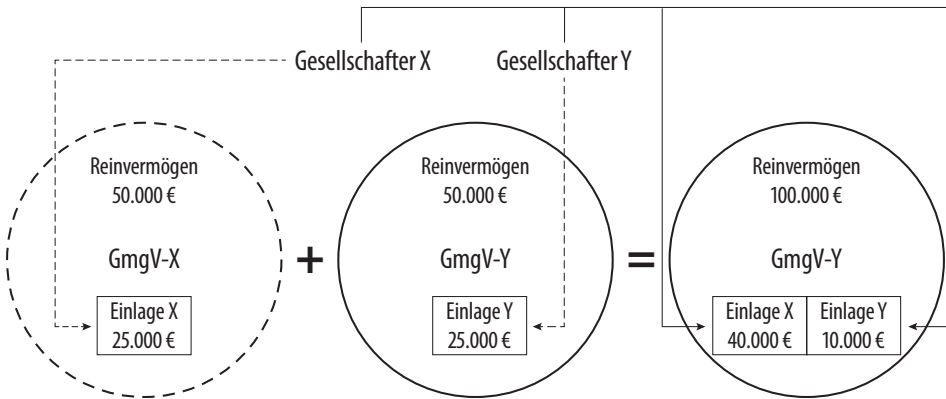 Gesellschafter X
Gesellschafter Y
Reinvermögen
50.000 €
GmgV-X
Einlage X
25.000 €
+
Reinvermögen
50.000 €
GmgV-Y
Einlage Y
25.000 €
=
Reinvermögen
100.000 €
GmgV-Y
Einlage X
40.000 €
Einlage Y
10.000 €